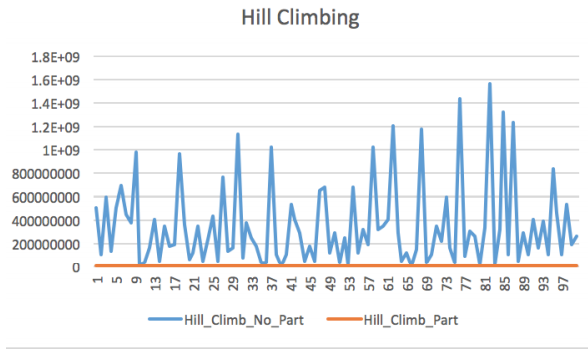 Hill Climbing
1.8E+09
1.6E+09
1.4E+09
1.2E+09
1E+09
800000000
600000000
400000000
200000000
0
1 5 9 13 17 21 25 29 33 37 41 45 49 53 57 61 65 69 73 77 81 85 89 93 97
Hill_Climb_No_Part Hill_Climb_Part